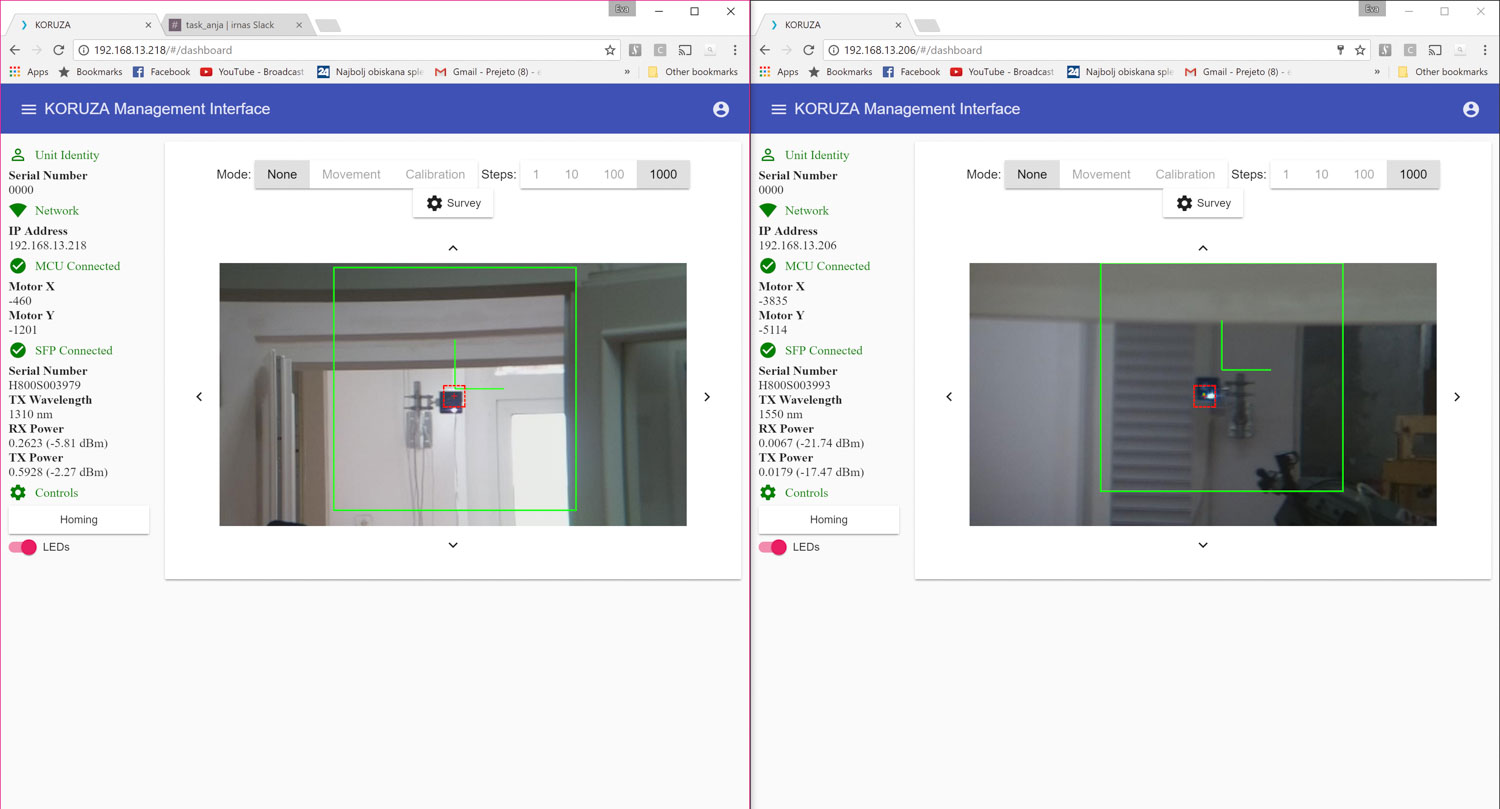 Eva
KORUZA
task_anja | irnas Slack
192.168.13.218/#/dashboard
Apps Bookmarks Facebook YouTube - Broadcast Najbolj obiskana sple Gmail - Prejeto (8) - e » Other bookmarks
KORUZA Management Interface
Unit Identity
Serial Number
0000
Network
IP Address
192.168.13.218
MCU Connected
Motor X
-460
Motor Y
-1201
SFP Connected
Serial Number
H800S003979
TX Wavelength
1310 nm
RX Power
0.2623 (-5.81 dBm)
TX Power
0.5928 (-2.27 dBm)
Controls
Homing
LEDs
Mode: None Movement Calibration Steps: 1 10 100 1000
Survey
Eva
KORUZA
192.168.13.206/#/dashboard
Apps Bookmarks Facebook YouTube - Broadcast Najbolj obiskana sple Gmail - Prejeto (8) - e » Other bookmarks
KORUZA Management Interface
Unit Identity
Serial Number
0000
Network
IP Address
192.168.13.206
MCU Connected
Motor X
-3835
Motor Y
-5114
SFP Connected
Serial Number
H800S003993
TX Wavelength
1550 nm
RX Power
0.0067 (-21.74 dBm)
TX Power
0.0179 (-17.47 dBm)
Controls
Homing
LEDs
Mode: None Movement Calibration Steps: 1 10 100 1000
Survey